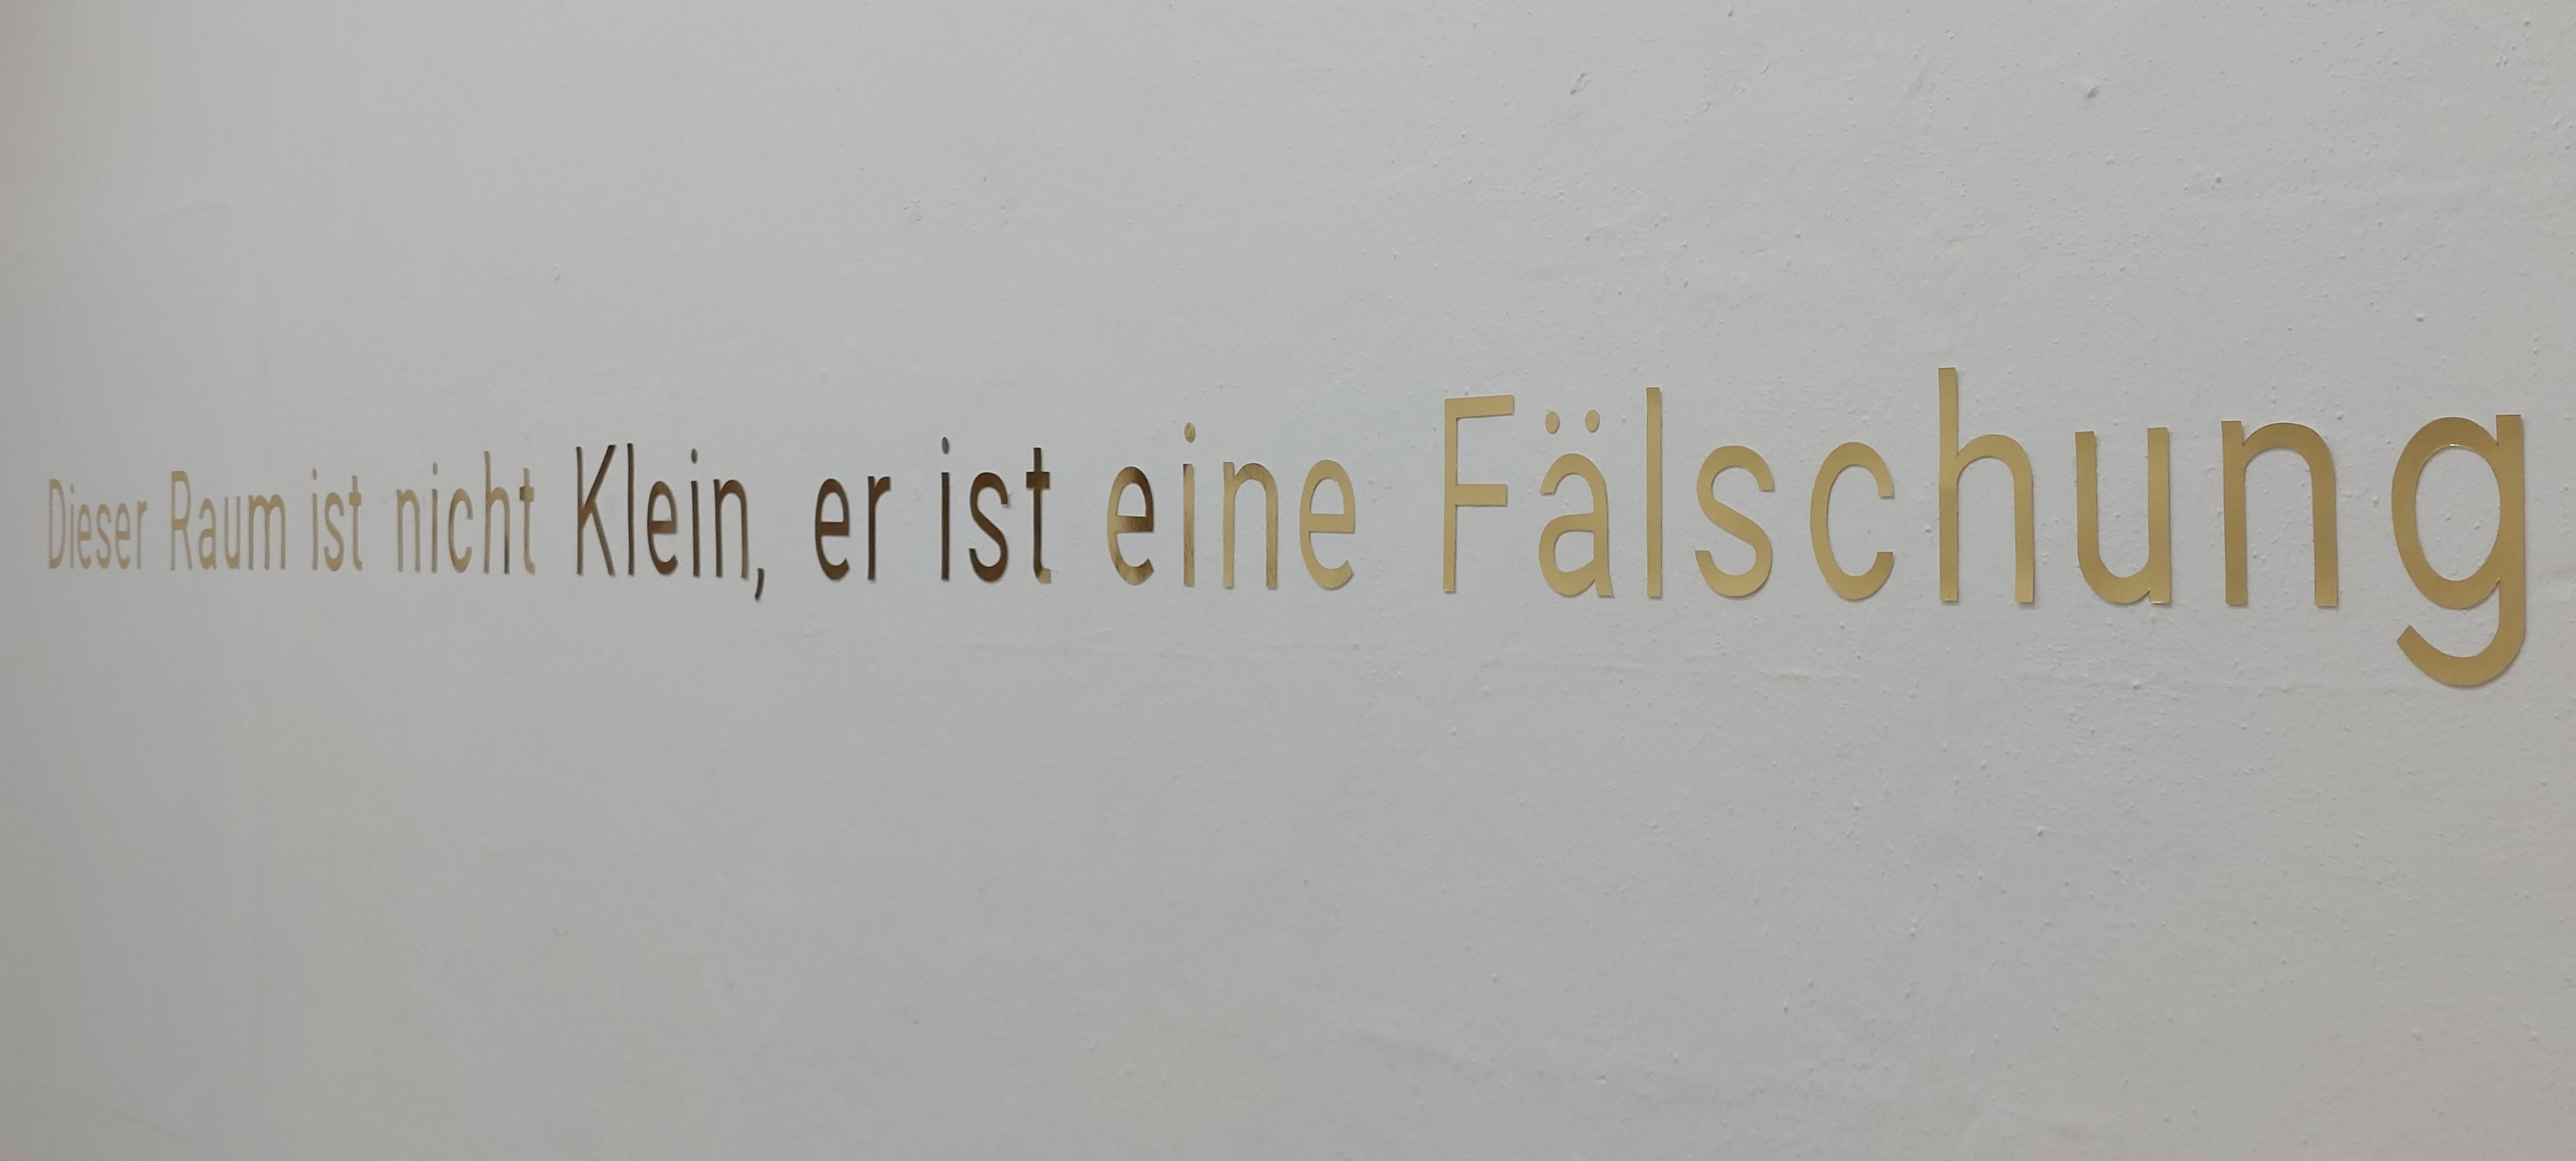 Dieser Raum ist nicht Klein, er ist eine Fälschung